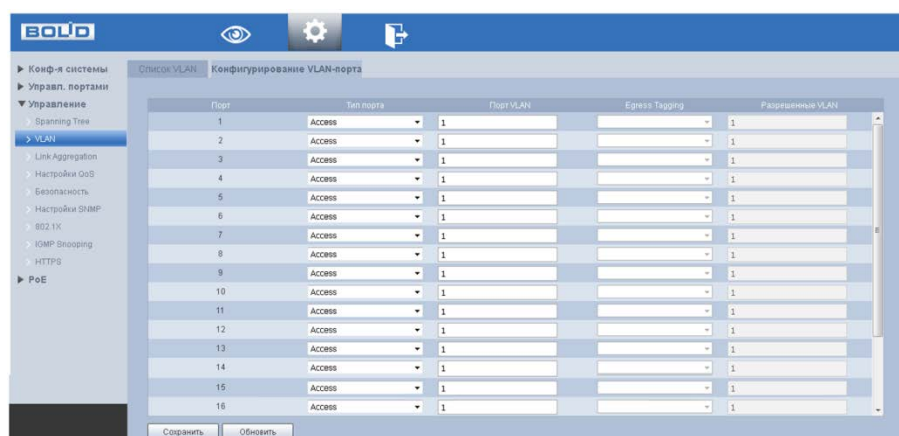 BOLID
Конф-я системы
Управл. портами
Управление
Spanning Tree
VLAN
Link Aggregation
Настройки QoS
Безопасность
Настройки SNMP
802.1X
IGMP Snooping
HTTPS
PoE
Список VLAN Конфигурирование VLAN-порта
Порт Тип порта Порт VLAN Egress Tagging Разрешенные VLAN
1 Access 1 1
2 Access 1 1
3 Access 1 1
4 Access 1 1
5 Access 1 1
6 Access 1 1
7 Access 1 1
8 Access 1 1
9 Access 1 1
10 Access 1 1
11 Access 1 1
12 Access 1 1
13 Access 1 1
14 Access 1 1
15 Access 1 1
16 Access 1 1
Сохранить Обновить